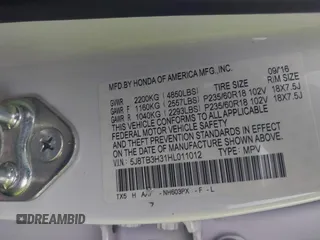 MFD.BY HONDA OF AMERICA MFG.,INC. 09/16
TIRE SIZE R/M SIZE
GVWR 2200KG (4850LBS)
GAWR F 1160KG (2557LBS) P235/60R18 102V 18X7.5J
GAWR R 1040KG (2293LBS) P235/60R18 102V 18X7.5J
THIS VEHICLE CONFORMS TO ALL APPLICABLE
FEDERAL MOTOR VEHICLE SAFETY AND
THEFT PREVENTION STANDARDS IN EFFECT ON
THE DATE OF MANUFACTURE SHOWN ABOVE.
V.I.N: 5J8TB3H31HL011012 TYPE: MPV
NH603PX -F -L
DREAMBID